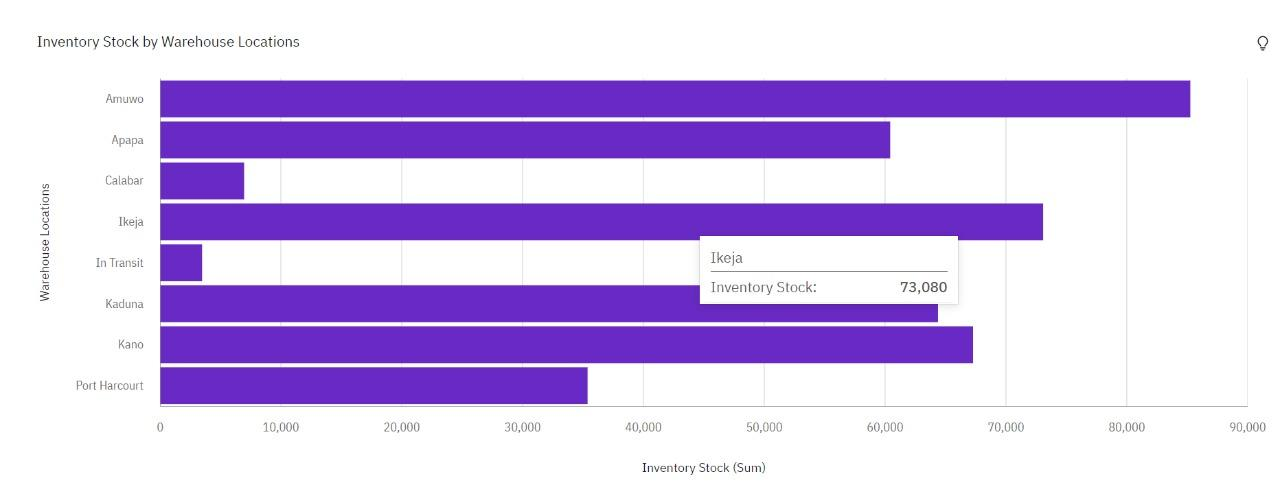 Inventory Stock by Warehouse Locations
Warehouse Locations
Amuwo
Apapa
Calabar
Ikeja
In Transit
Kaduna
Kano
Port Harcourt
Ikeja
Inventory Stock: 73,080
0 10,000 20,000 30,000 40,000 50,000 60,000 70,000 80,000 90,000
Inventory Stock (Sum)